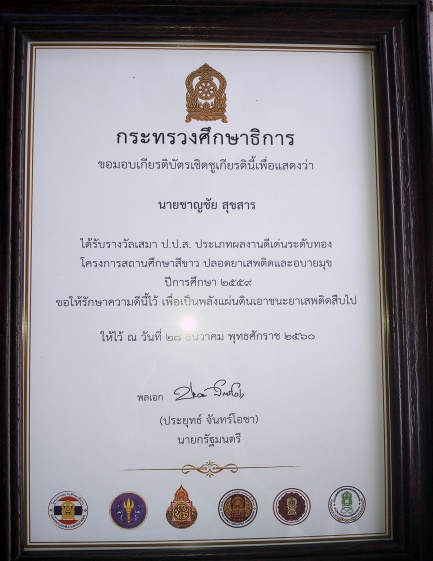 กระทรวงศึกษาธิการ
ขอมอบเกียรติบัตรเชิดชูเกียรตินี้เพื่อแสดงว่า
นายชาญชัย สุขสาร
ได้รับรางวัลเสมา ป.ป.ส. ประเภทผลงานดีเด่นระดับทอง
โครงการสถานศึกษาสีขาว ปลอดยาเสพติดและอบายมุข
ปีการศึกษา ๒๕๕๙
ขอให้รักษาความดีนี้ไว้ เพื่อเป็นพลังแผ่นดินเอาชนะยาเสพติดสืบไป
ให้ไว้ ณ วันที่ ๒๘ ธันวาคม พุทธศักราช ๒๕๖๐
พลเอก
(ประยุทธ์ จันทร์โอชา)
นายกรัฐมนตรี